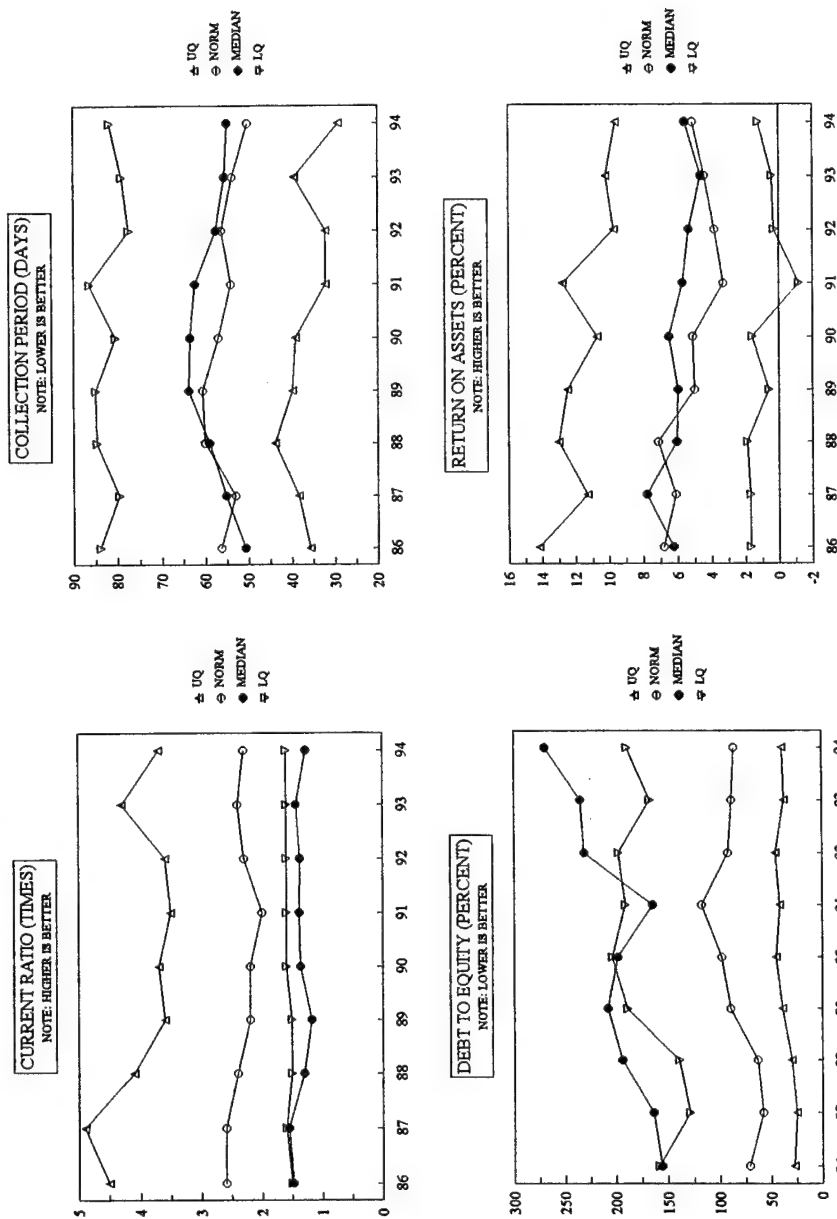 CURRENT RATIO (TIMES)
NOTE: HIGHER IS BETTER
5
4
3
2
1
0
86 87 88 89 90 91 92 93 94
UQ
NORM
MEDIAN
LQ
COLLECTION PERIOD (DAYS)
NOTE: LOWER IS BETTER
90
80
70
60
50
40
30
20
86 87 88 89 90 91 92 93 94
UQ
NORM
MEDIAN
LQ
DEBT TO EQUITY (PERCENT)
NOTE: LOWER IS BETTER
300
250
200
150
100
50
0
UQ
NORM
MEDIAN
LQ
RETURN ON ASSETS (PERCENT)
NOTE: HIGHER IS BETTER
16
14
12
10
8
6
4
2
0
-2
86 87 88 89 90 91 92 93 94
UQ
NORM
MEDIAN
LQ